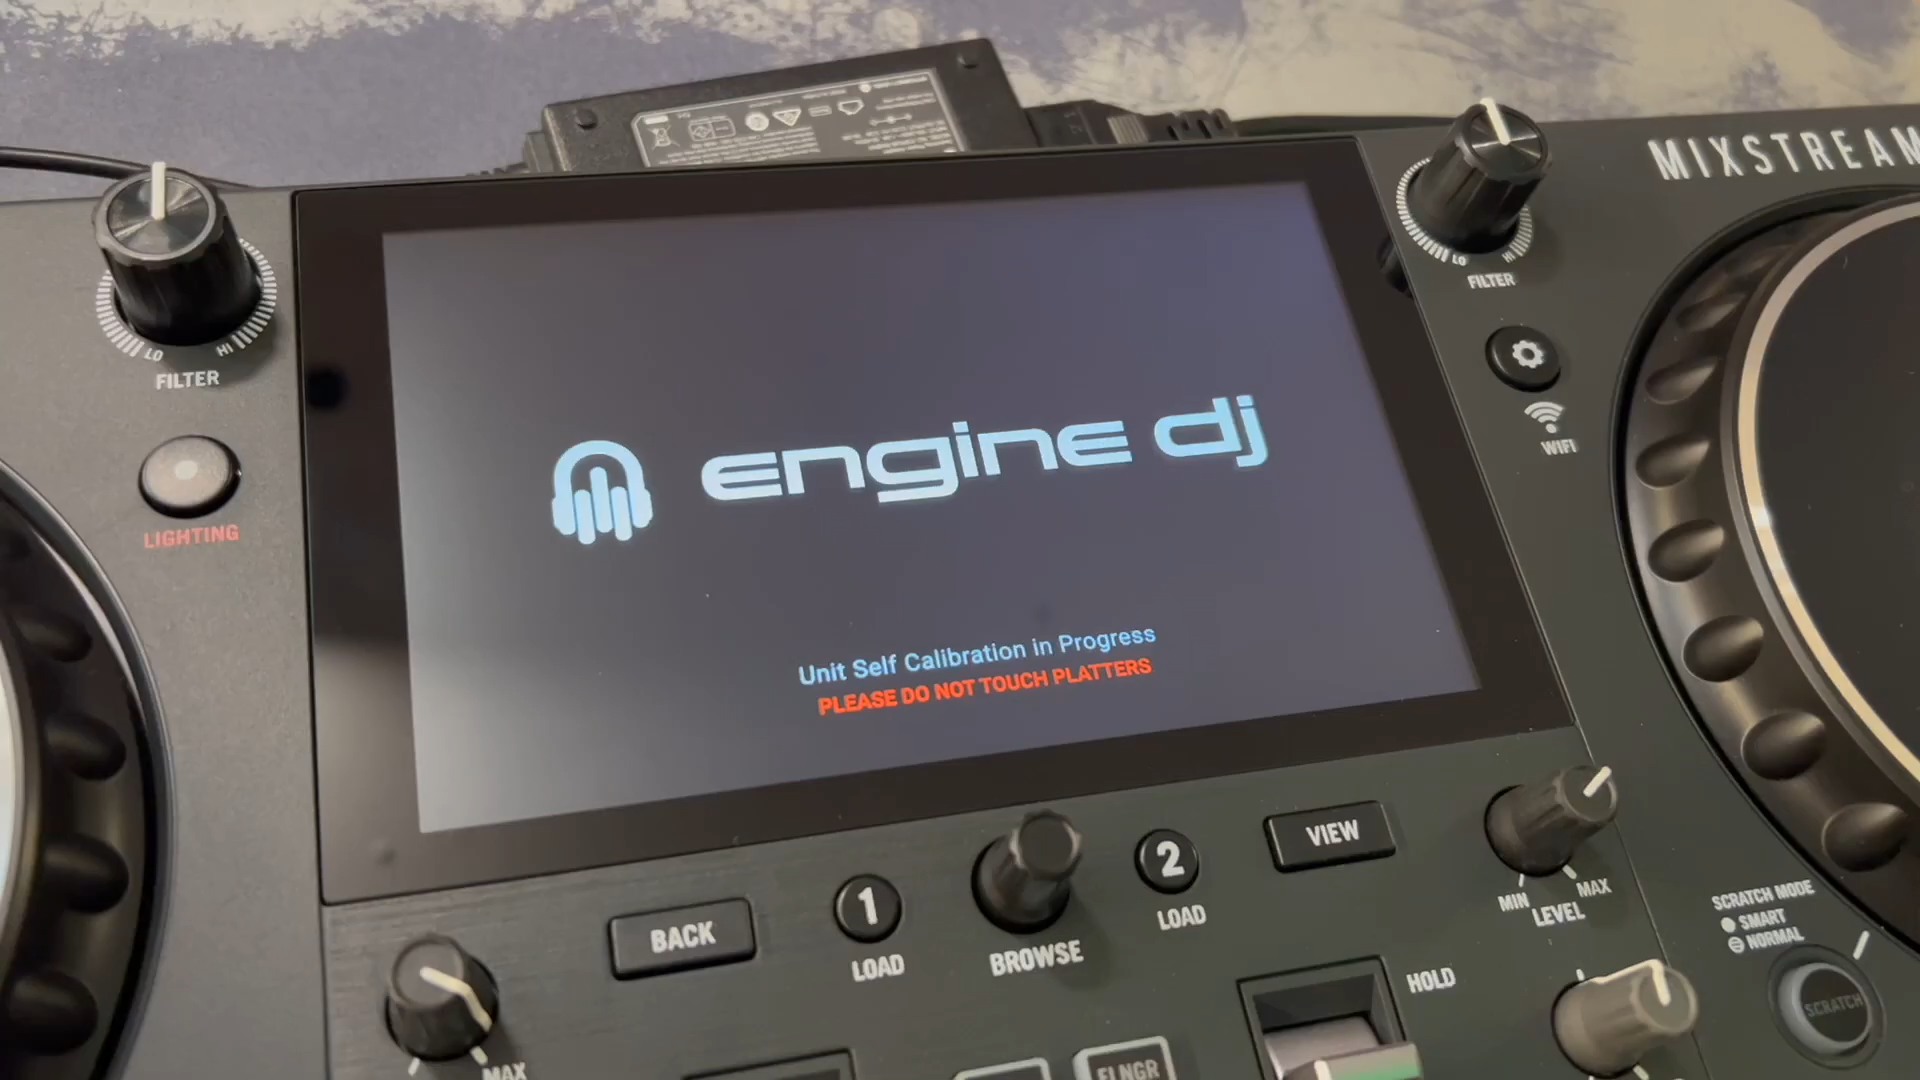 MIXSTREAM
LO
HI
FILTER
LO
HI
FILTER
WIFI
LIGHTING
engine dj
Unit Self Calibration in Progress
PLEASE DO NOT TOUCH PLATTERS
BACK
1
LOAD
BROWSE
2
LOAD
VIEW
MIN
MAX
LEVEL
SCRATCH MODE
SMART
NORMAL
SCRATCH
HOLD
MAX
FLNGR